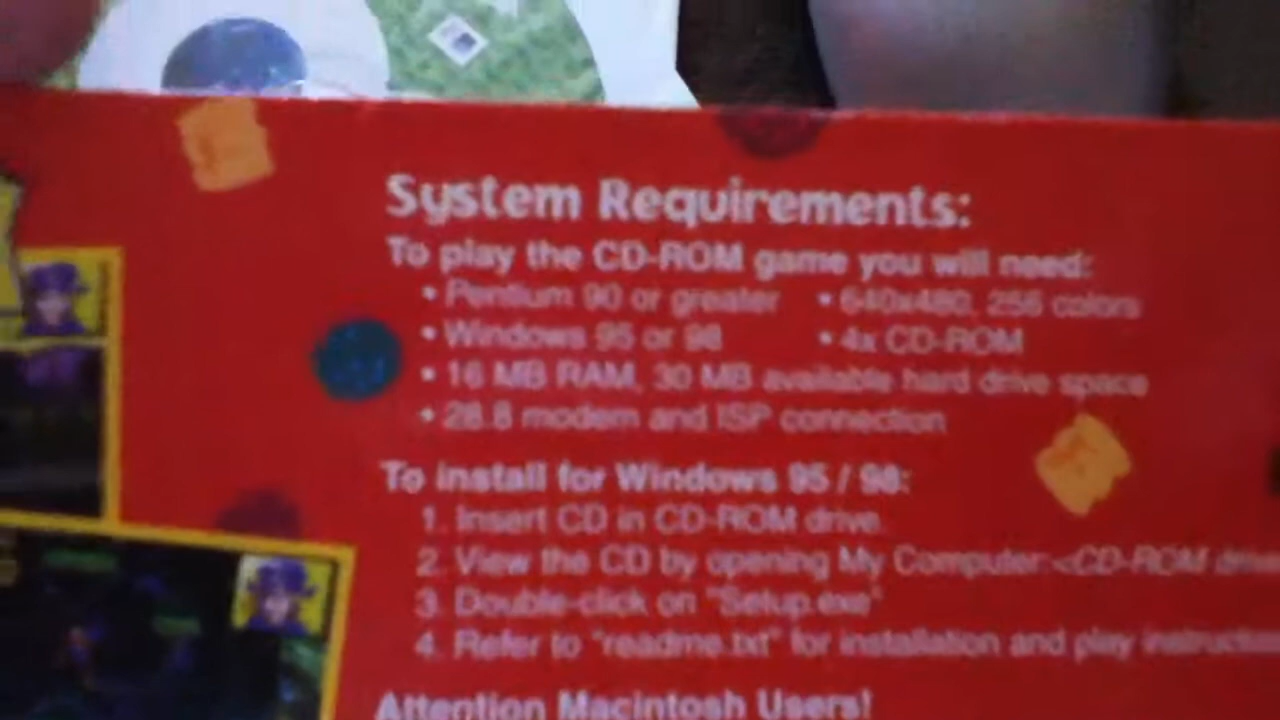 System Requirements:
To play the CD-ROM game you will need:
• Pentium 90 or greater • 640x480, 256 colors
• Windows 95 or 98 • 4x CD-ROM
• 16 MB RAM, 30 MB available hard drive space
• 28.8 modem and ISP connection
To install for Windows 95 / 98:
1. Insert CD in CD-ROM drive.
2. View the CD by opening My Computer:<CD-ROM drive
3. Double-click on "Setup.exe"
4. Refer to "readme.txt" for installation and play
Attention Macintosh Users!